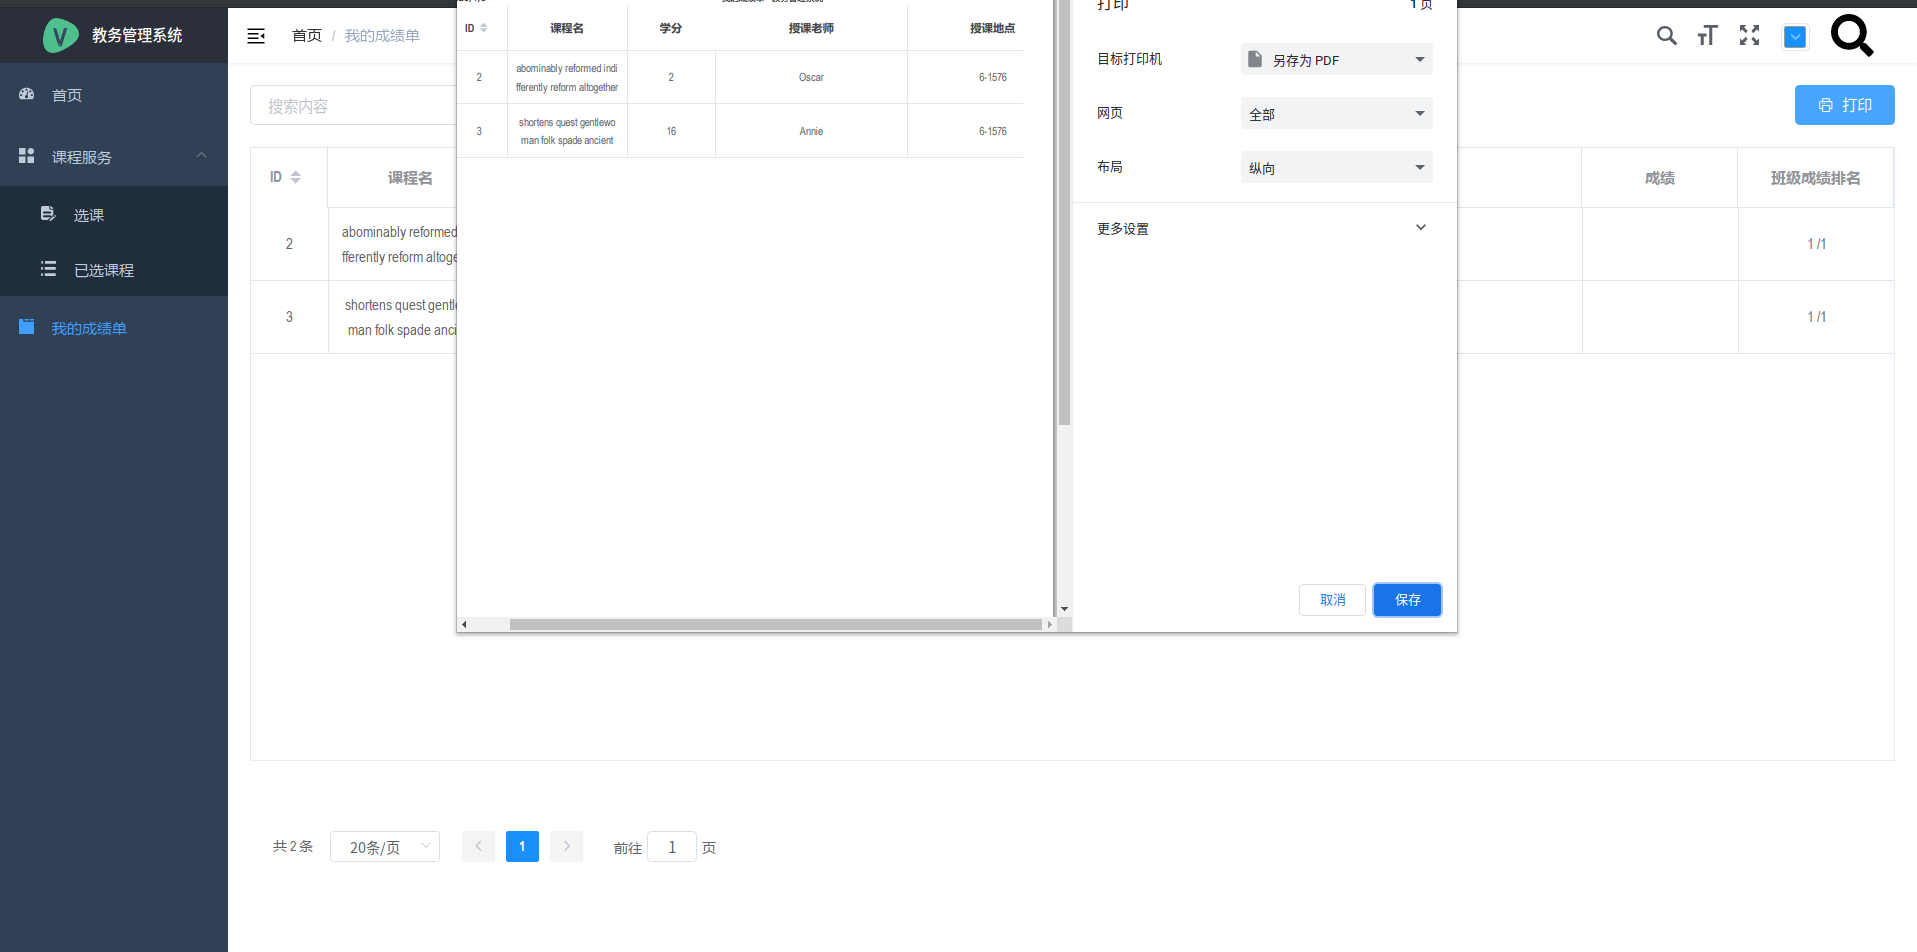 教务管理系统
首页
课程服务
选课
已选课程
我的成绩单
首页 / 我的成绩单
搜索内容
打印
ID
课程名
成绩
班级成绩排名
2
abominably reformed
fferently reform altoge
1 /1
3
shortens quest gentle
man folk spade anci
1 /1
ID
课程名
学分
授课老师
授课地点
2
abominably reformed indi
fferently reform altogether
2
Oscar
6-1576
3
shortens quest gentlewo
man folk spade ancient
16
Annie
6-1576
打印
1 页
目标打印机
另存为 PDF
网页
全部
布局
纵向
更多设置
取消
保存
共 2 条
20条/页
1
前往 1 页